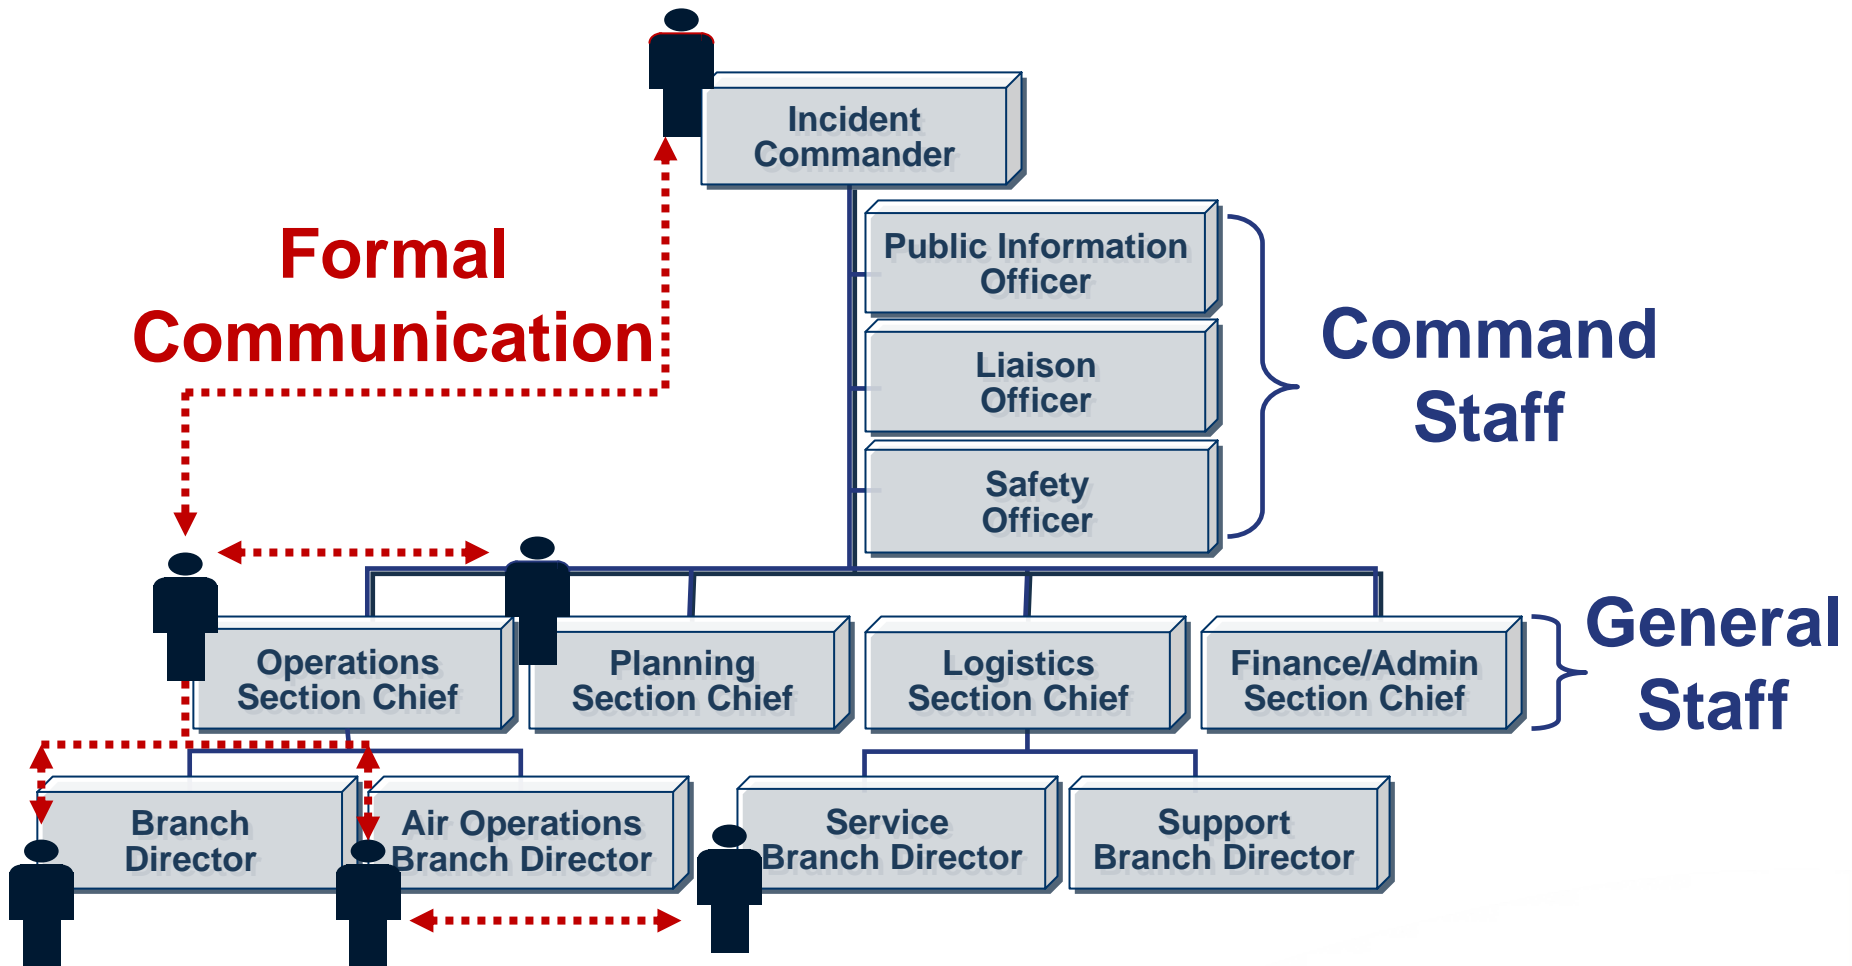 Incident
Commander
Formal
Communication
Public Information
Officer
Liaison
Officer
Safety
Officer
Command
Staff
Operations
Section Chief
Planning
Section Chief
Logistics
Section Chief
Finance/Admin
Section Chief
General
Staff
Branch
Director
Air Operations
Branch Director
Service
Branch Director
Support
Branch Director